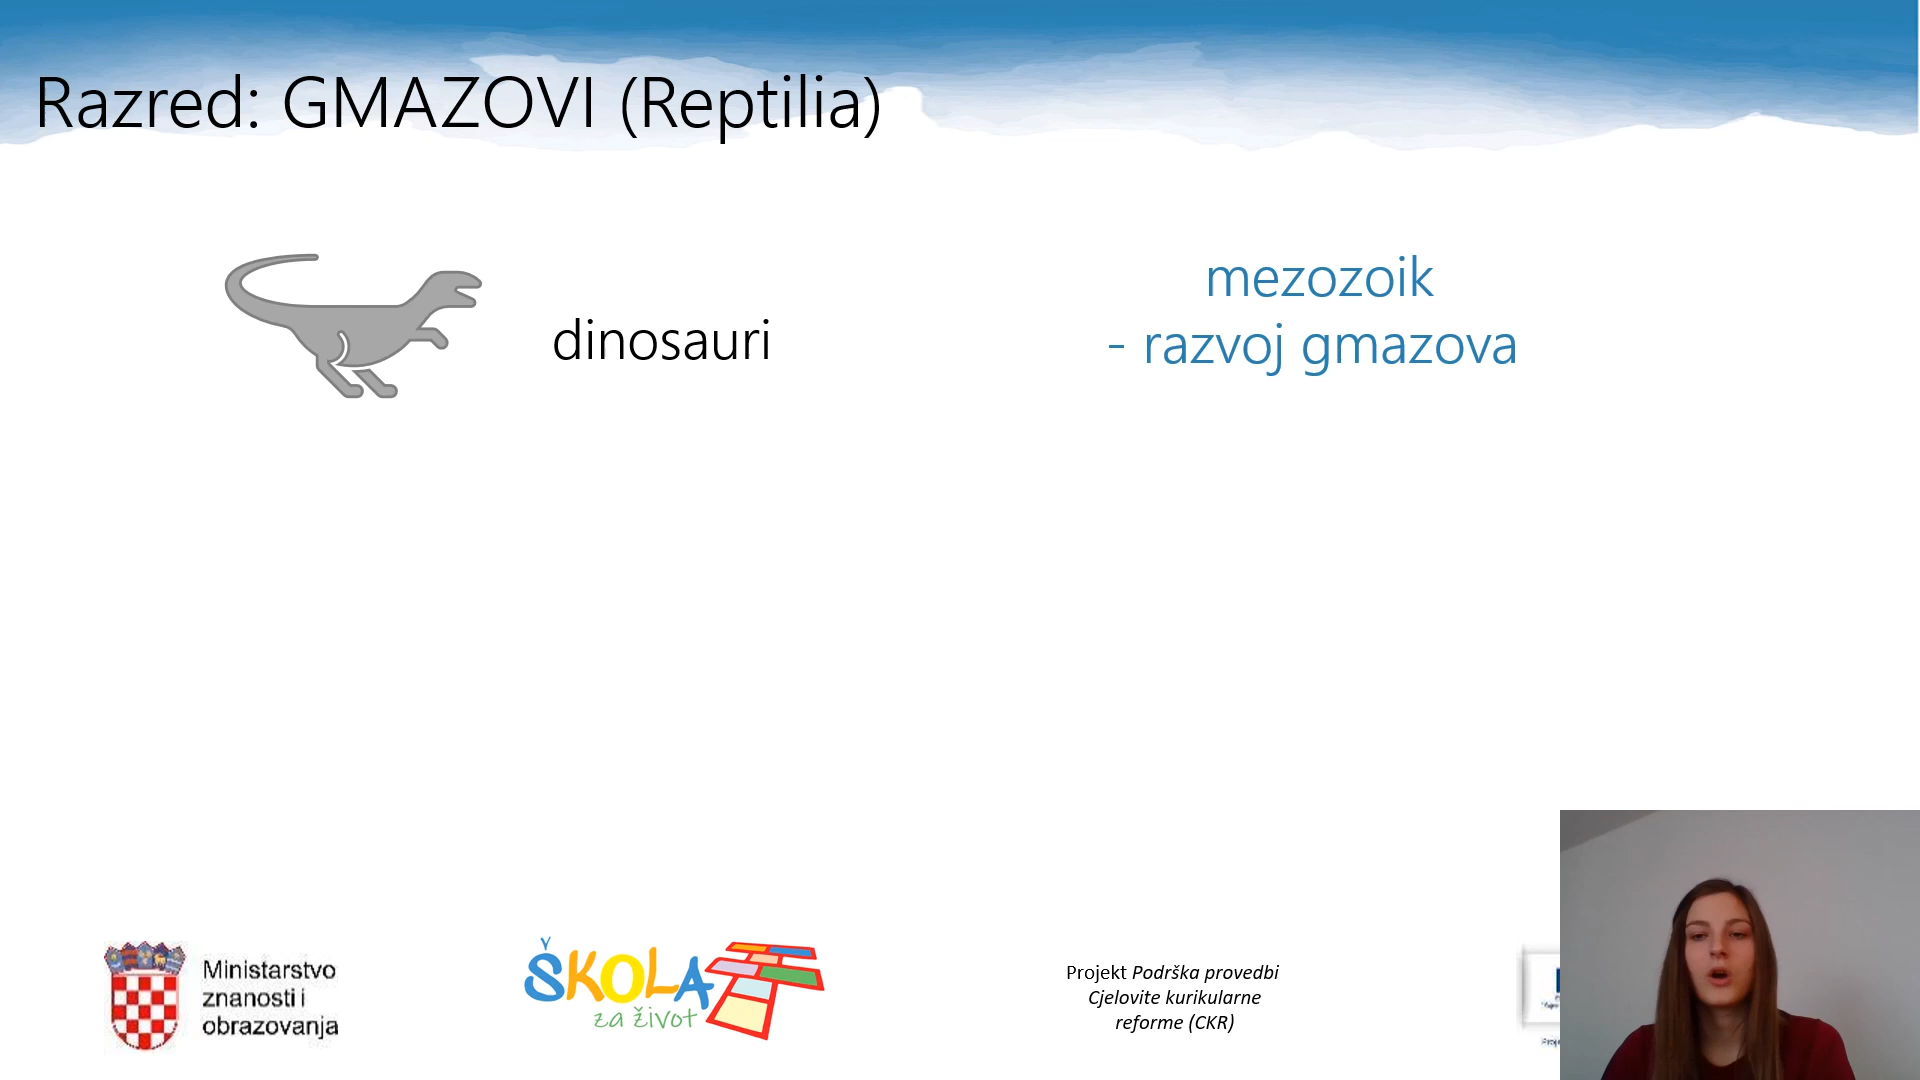 Razred: GMAZOVI (Reptilia)
dinosauri
mezozoik
- razvoj gmazova
Ministarstvo
znanosti i
obrazovanja
ŠKOLA
za život
Projekt Podrška provedbi
Cjelovite kurikularne
reforme (CKR)